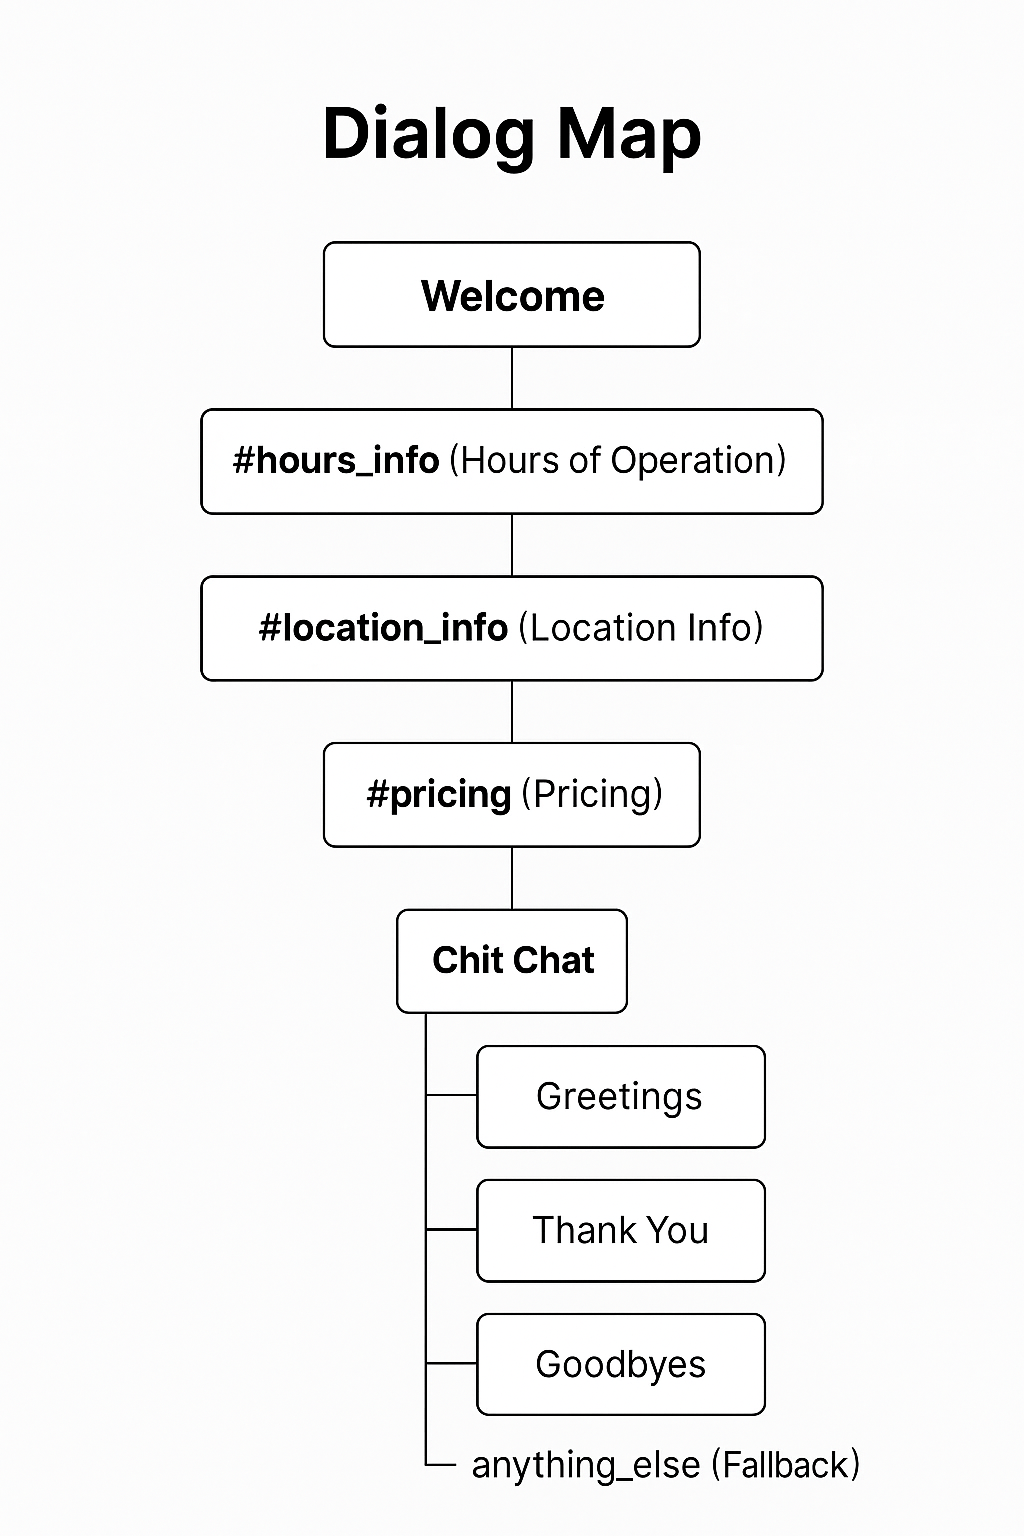 Dialog Map
Welcome
#hours_info (Hours of Operation)
#location_info (Location Info)
#pricing (Pricing)
Chit Chat
Greetings
Thank You
Goodbyes
anything_else (Fallback)